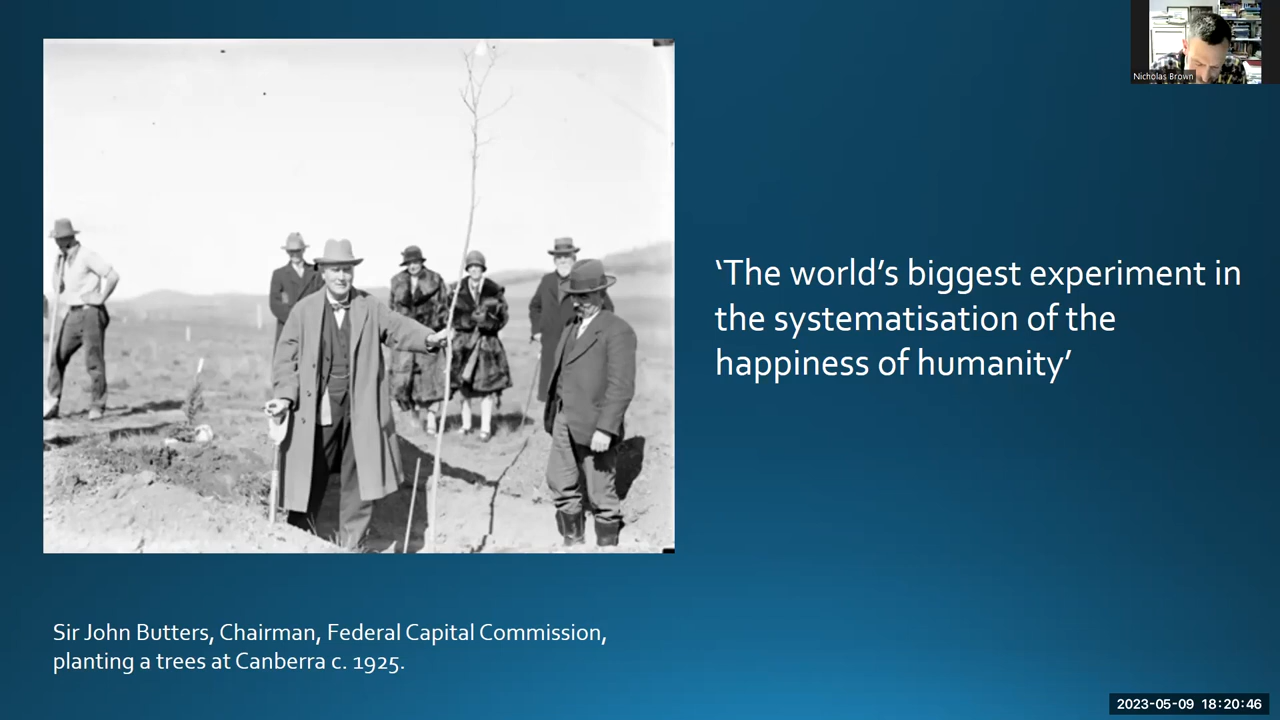 Nicholas Brown
‘The world’s biggest experiment in
the systematisation of the
happiness of humanity’
Sir John Butters, Chairman, Federal Capital Commission,
planting a trees at Canberra c. 1925.
2023-05-09 18:20:46